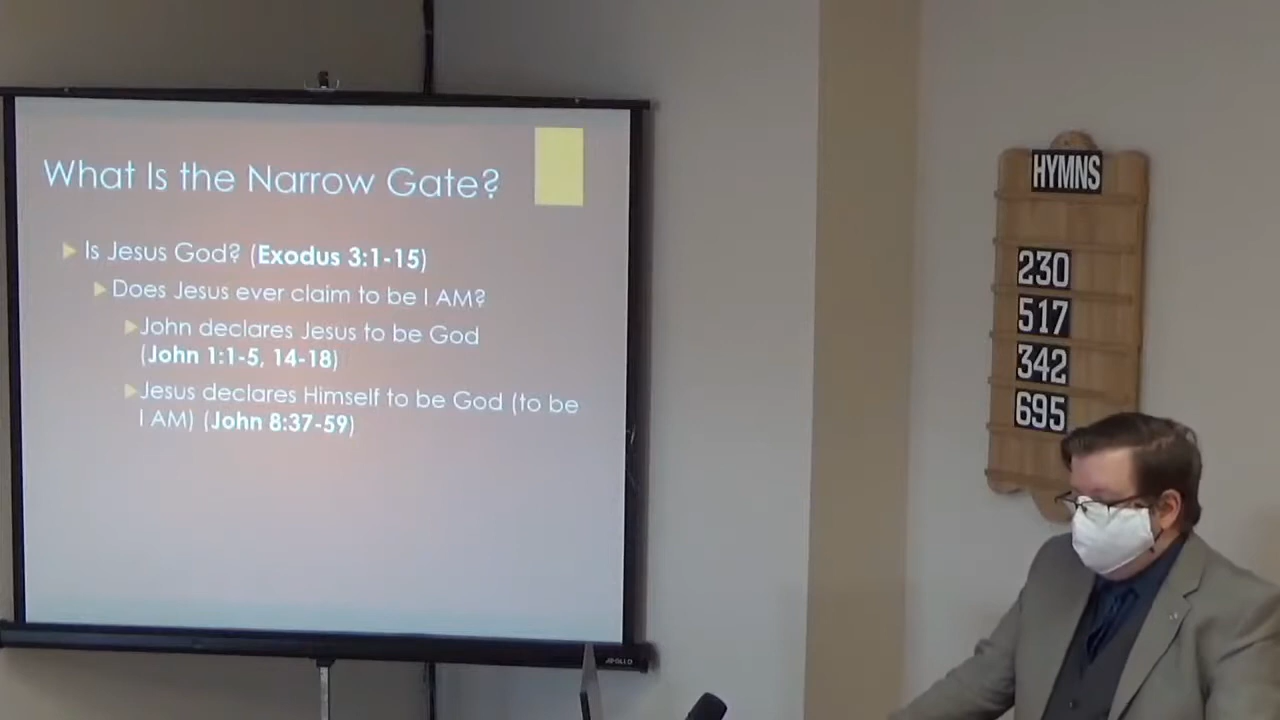 What Is the Narrow Gate?
Is Jesus God? (Exodus 3:1-15)
Does Jesus ever claim to be I AM?
John declares Jesus to be God
(John 1:1-5, 14-18)
Jesus declares Himself to be God (to be
I AM) (John 8:37-59)
APOLLO
HYMNS
230
517
342
695